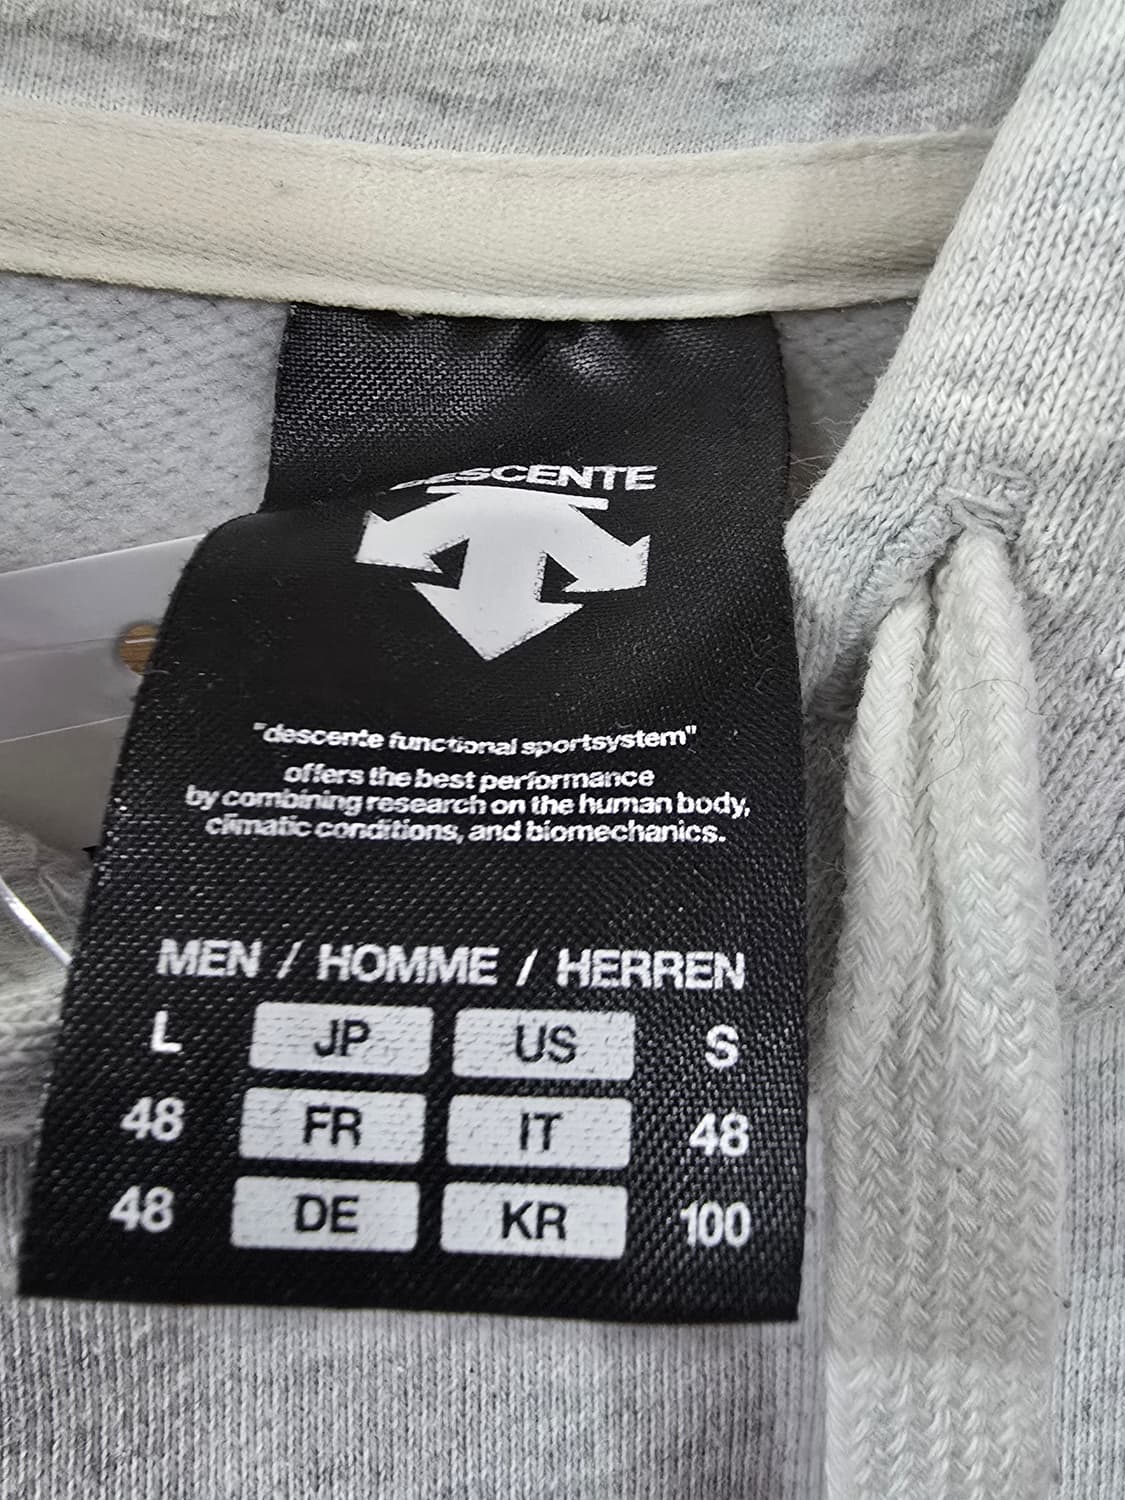 DESCENTE
"descente functional sportsystem"
offers the best performance
by combining research on the human body,
climatic conditions, and biomechanics.
MEN / HOMME / HERREN
L JP US S
48 FR IT 48
48 DE KR 100